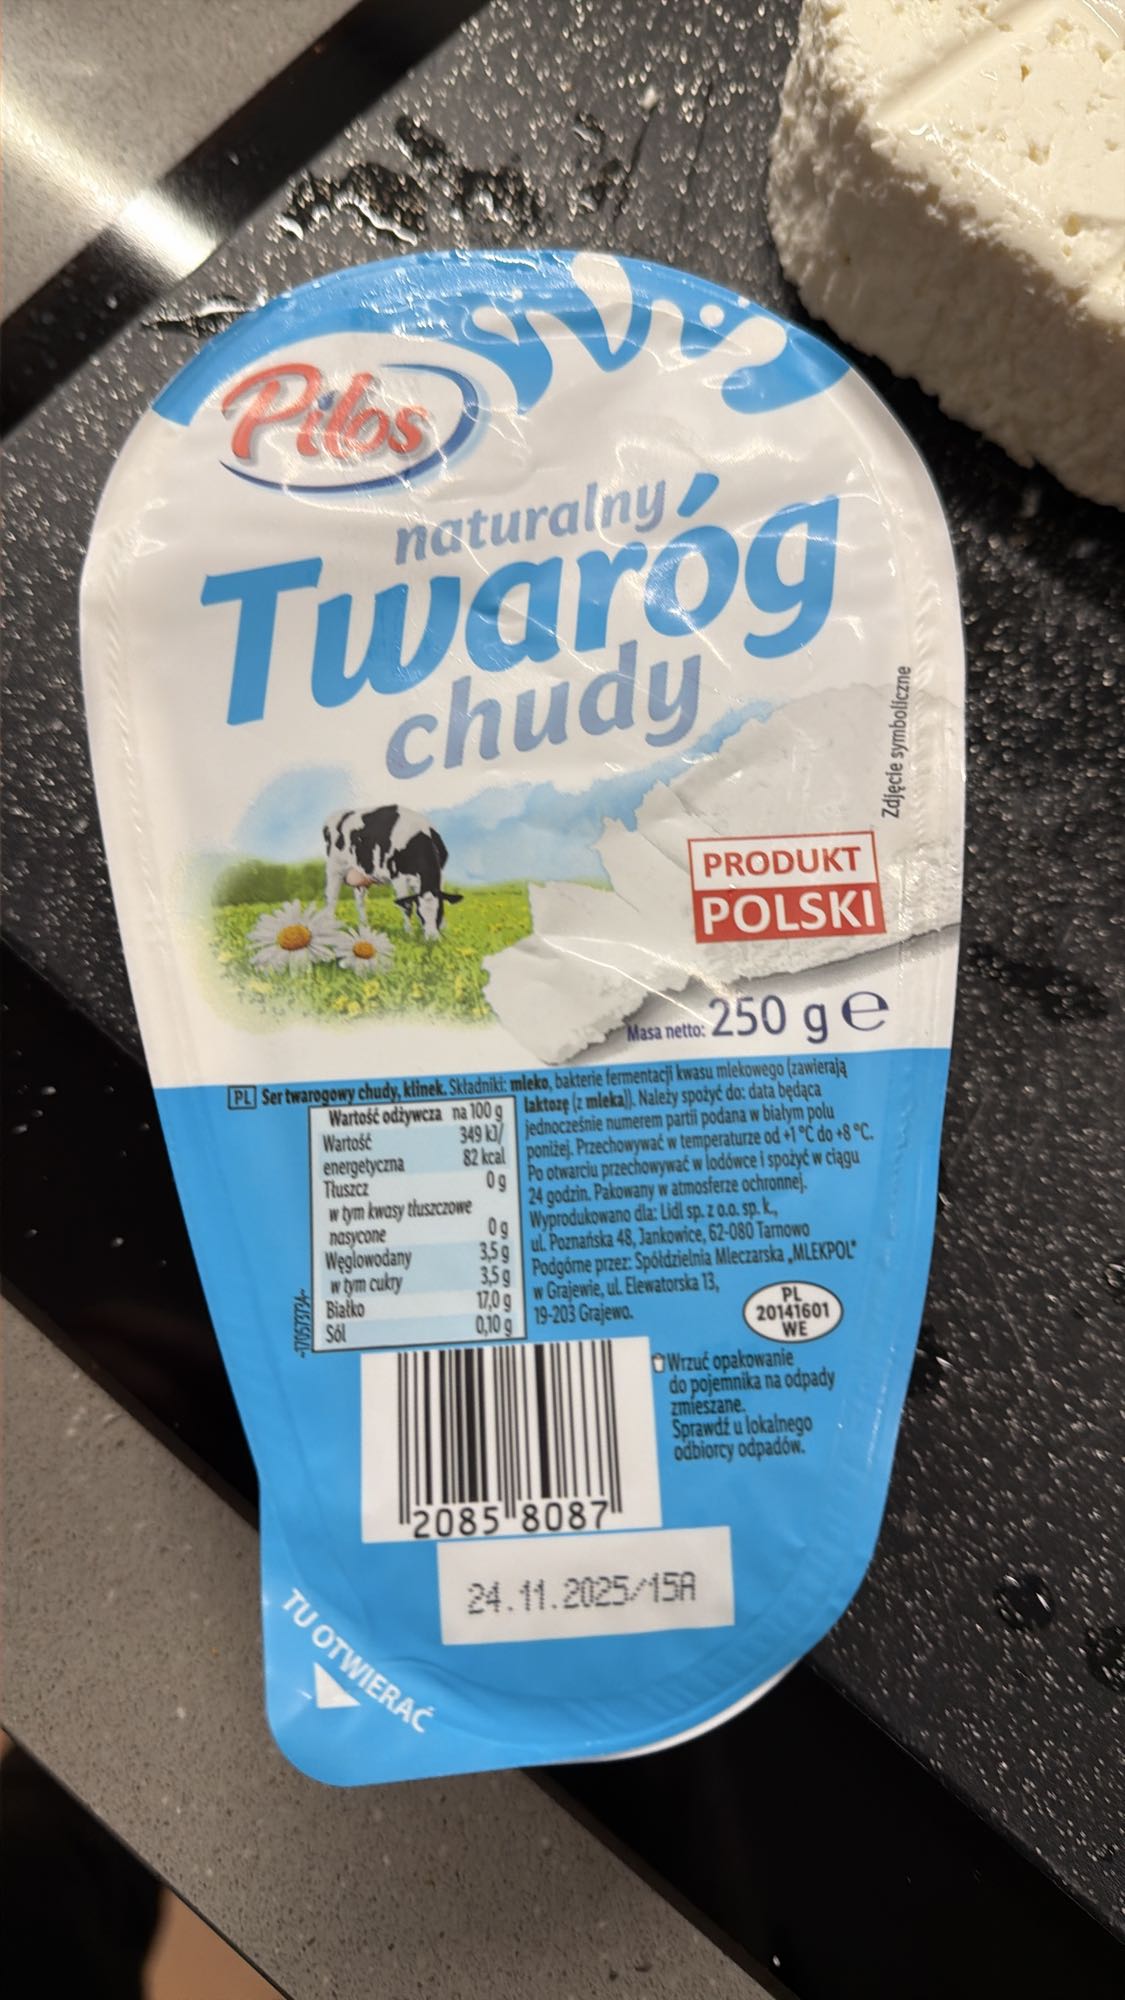 Pilos
naturalny
Twaróg
chudy
Zdjęcie symboliczne
PRODUKT
POLSKI
Masa netto: 250 g e
PL Ser twarogowy chudy, klinek. Składniki: mleko, bakterie fermentacji kwasu mlekowego (zawierają
laktozę (z mleka)). Należy spożyć do: data będąca
jednocześnie numerem partii podana w białym polu
poniżej. Przechowywać w temperaturze od +1 °C do +8 °C.
Po otwarciu przechowywać w lodówce i spożyć w ciągu
24 godzin. Pakowany w atmosferze ochronnej.
Wyprodukowano dla: Lidl sp. z o.o. sp. k.,
ul. Poznańska 48, Jankowice, 62-080 Tarnowo
Podgórne przez: Spółdzielnia Mleczarska „MLEKPOL"
w Grajewie, ul. Elewatorska 13,
19-203 Grajewo.
Wartość odżywcza na 100 g
Wartość 349 kJ/
energetyczna 82 kcal
Tłuszcz 0 g
w tym kwasy tłuszczowe
nasycone 0 g
Węglowodany 3,5 g
w tym cukry 3,5 g
Białko 17,0 g
Sól 0,10 g
PL
20141601
WE
Wrzuć opakowanie
do pojemnika na odpady
zmieszane.
Sprawdź u lokalnego
odbiorcy odpadów.
2085 8087
24.11.2025/15A
TU OTWIERAĆ